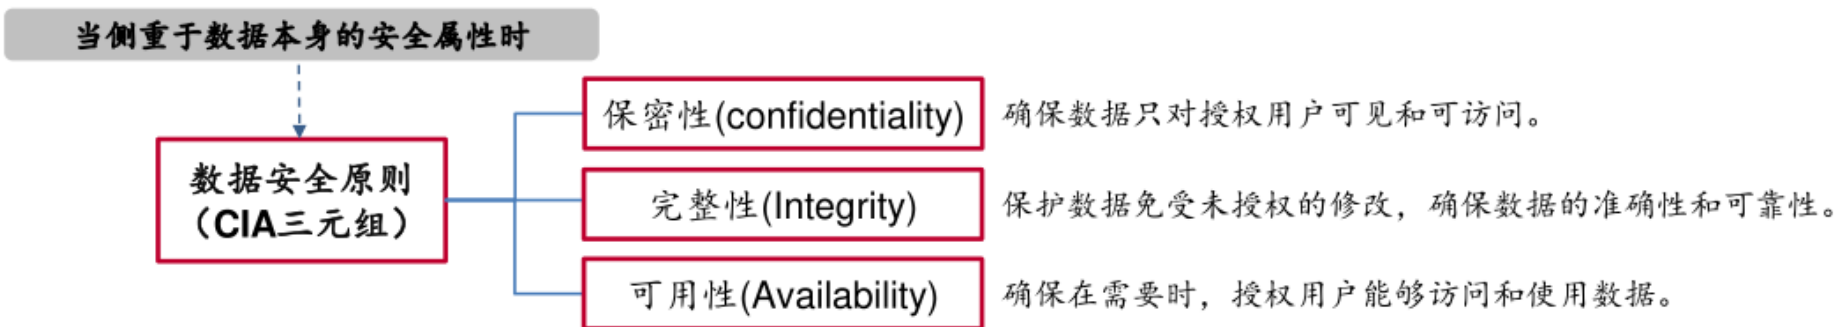 当侧重于数据本身的安全属性时
数据安全原则
（CIA三元组）
保密性(confidentiality)
确保数据只对授权用户可见和可访问。
完整性(Integrity)
保护数据免受未授权的修改，确保数据的准确性和可靠性。
可用性(Availability)
确保在需要时，授权用户能够访问和使用数据。